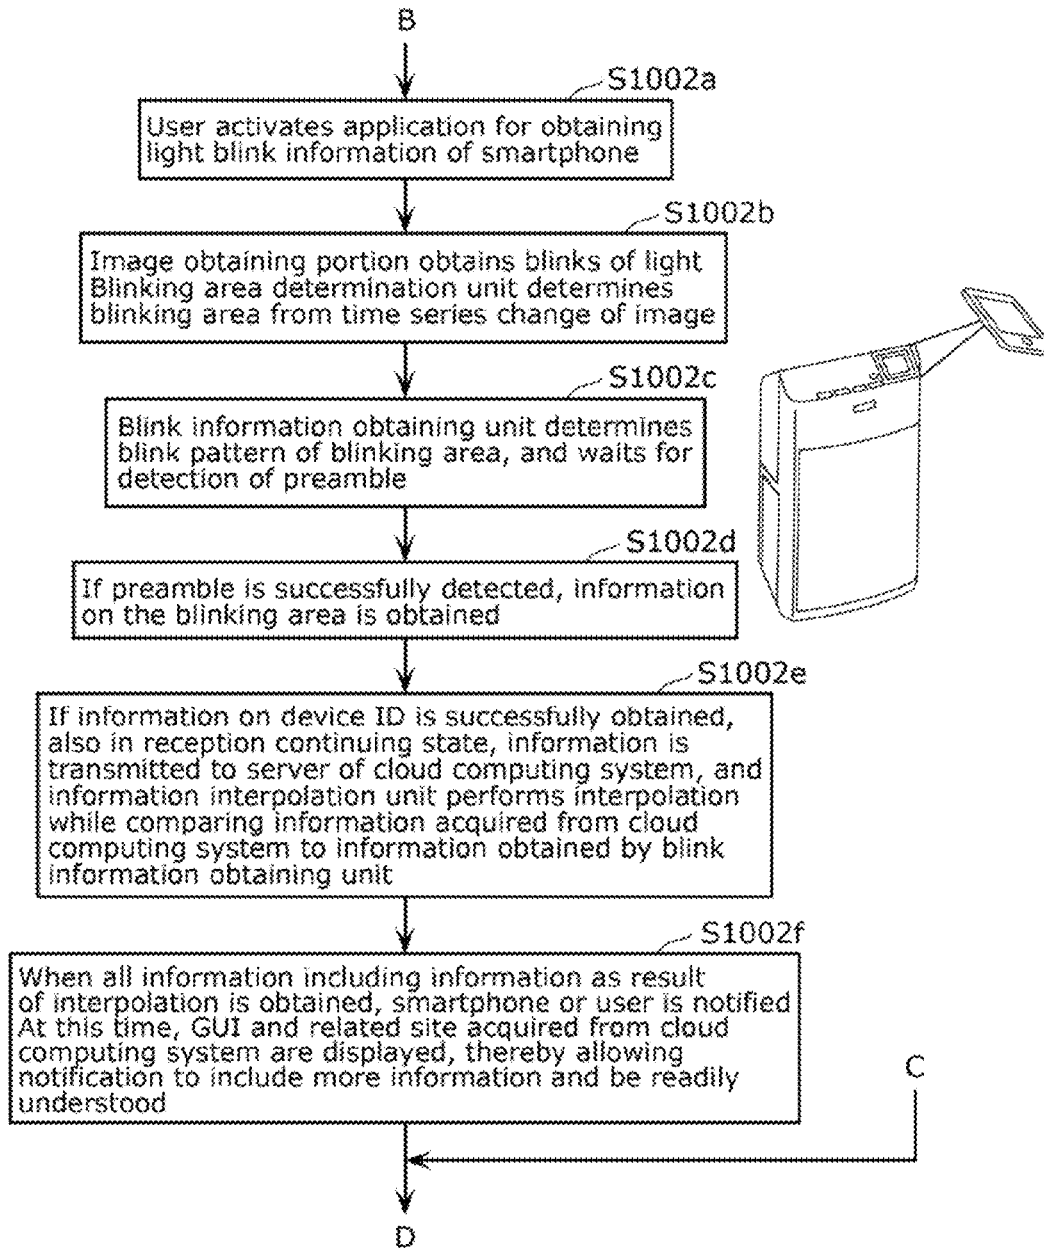 B
S1002a
User activates application for obtaining
light blink information of smartphone
S1002b
Image obtaining portion obtains blinks of light
Blinking area determination unit determines
blinking area from time series change of image
S1002c
Blink information obtaining unit determines
blink pattern of blinking area, and waits for
detection of preamble
S1002d
If preamble is successfully detected, information
on the blinking area is obtained
S1002e
If information on device ID is successfully obtained,
also in reception continuing state, information is
transmitted to server of cloud computing system, and
information interpolation unit performs interpolation
while comparing information acquired from cloud
computing system to information obtained by blink
information obtaining unit
S1002f
When all information including information as result
of interpolation is obtained, smartphone or user is notified
At this time, GUI and related site acquired from cloud
computing system are displayed, thereby allowing
notification to include more information and be readily
understood
C
D